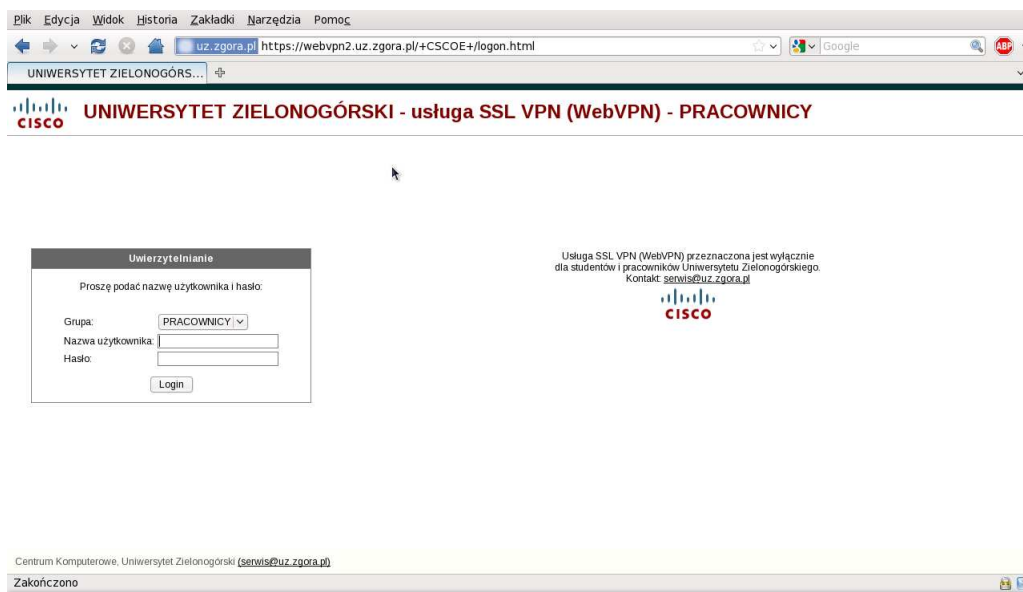 Plik Edycja Widok Historia Zakładki Narzędzia Pomoc
uz.zgora.pl https://webvpn2.uz.zgora.pl/+CSCOE+/logon.html Google ABP
UNIWERSYTET ZIELONOGÓRS...
CISCO UNIWERSYTET ZIELONOGÓRSKI - usługa SSL VPN (WebVPN) - PRACOWNICY
Uwierzytelnianie
Proszę podać nazwę użytkownika i hasło:
Grupa: PRACOWNICY
Nazwa użytkownika:
Hasło:
Login
Usługa SSL VPN (WebVPN) przeznaczona jest wyłącznie
dla studentów i pracowników Uniwersytetu Zielonogórskiego.
Kontakt: serwis@uz.zgora.pl
CISCO
Centrum Komputerowe, Uniwersytet Zielonogórski (serwis@uz.zgora.pl)
Zakończono